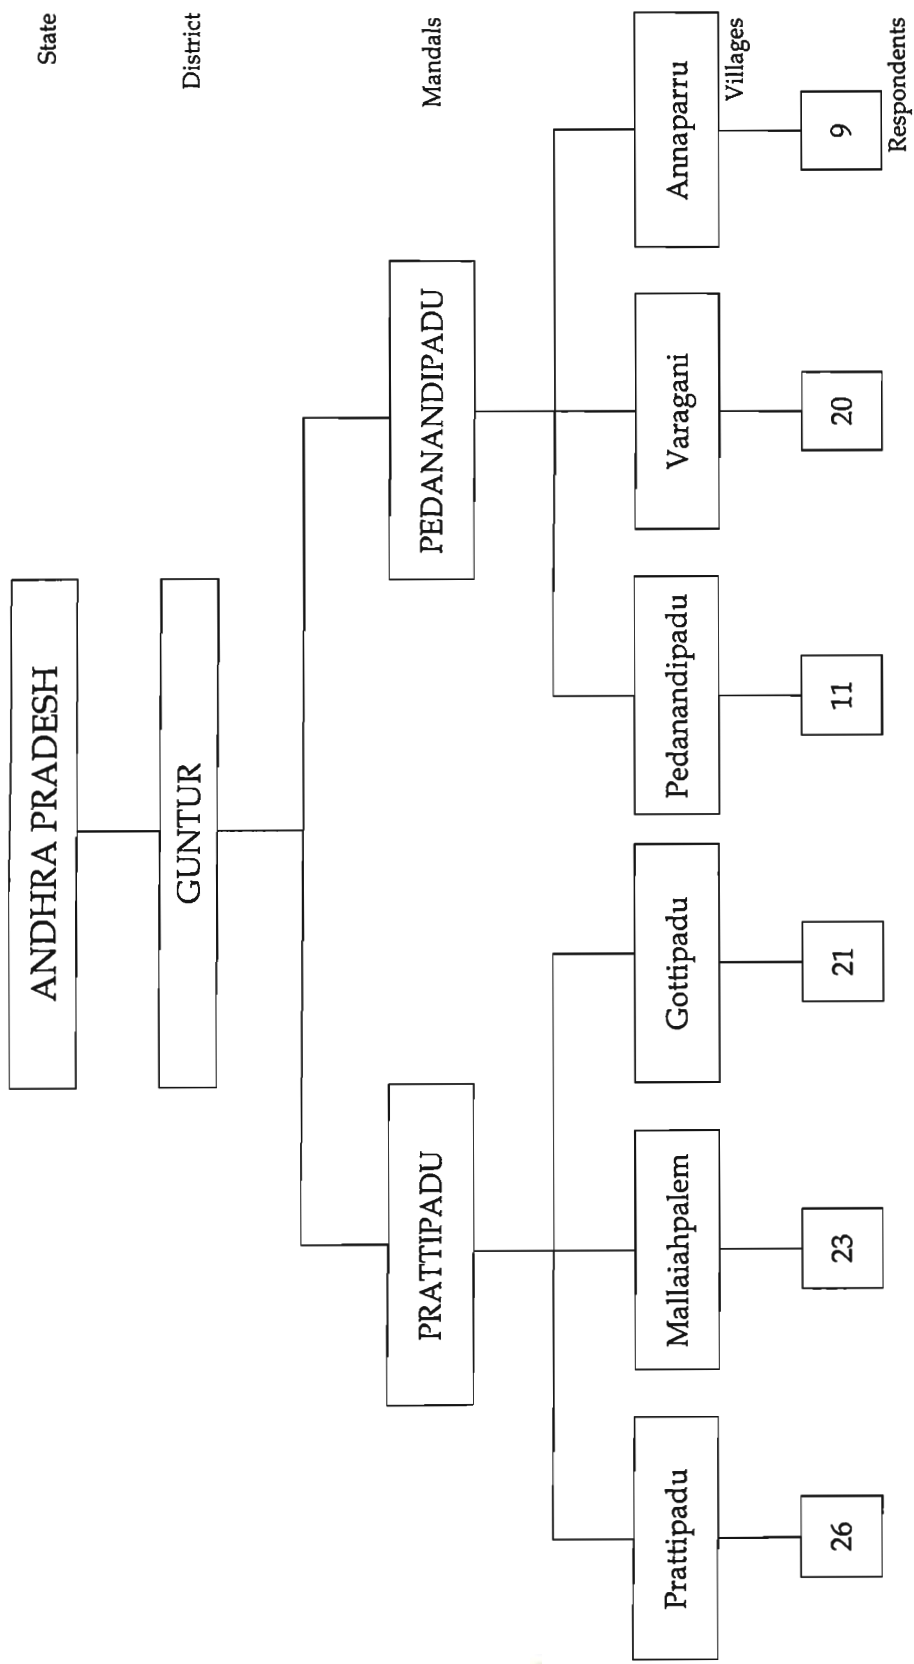 ANDHRA PRADESH
State
GUNTUR
District
PRATTIPADU
PEDANANDIPADU
Mandals
Prattipadu
Mallaiahpalem
Gottipadu
Pedanandipadu
Varagani
Annaparru
Villages
26
23
21
11
20
9
Respondents